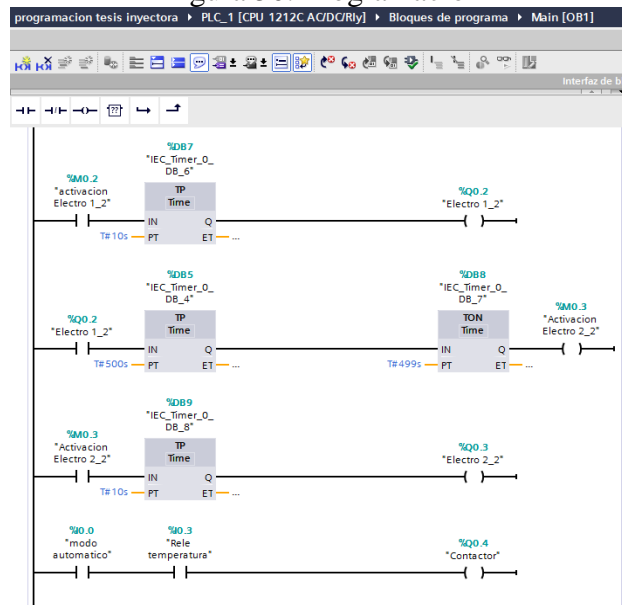 programacion tesis inyectora ▸ PLC_1 [CPU 1212C AC/DC/Rly] ▸ Bloques de programa ▸ Main [OB1]
Interfaz de b
??
%DB7
"IEC_Timer_0_
DB_6"
%M0.2
"activacion
Electro 1_2"
TP
Time
%Q0.2
"Electro 1_2"
IN Q
T#10s PT ET ...
%DB5
"IEC_Timer_0_
DB_4"
%DB8
"IEC_Timer_0_
DB_7"
%Q0.2
"Electro 1_2"
TP
Time
TON
Time
%M0.3
"Activacion
Electro 2_2"
IN Q IN Q
T#500s PT ET ... T#499s PT ET ...
%DB9
"IEC_Timer_0_
DB_8"
%M0.3
"Activacion
Electro 2_2"
TP
Time
%Q0.3
"Electro 2_2"
IN Q
T#10s PT ET ...
%I0.0
"modo
automatico"
%I0.3
"Rele
temperatura"
%Q0.4
"Contactor"